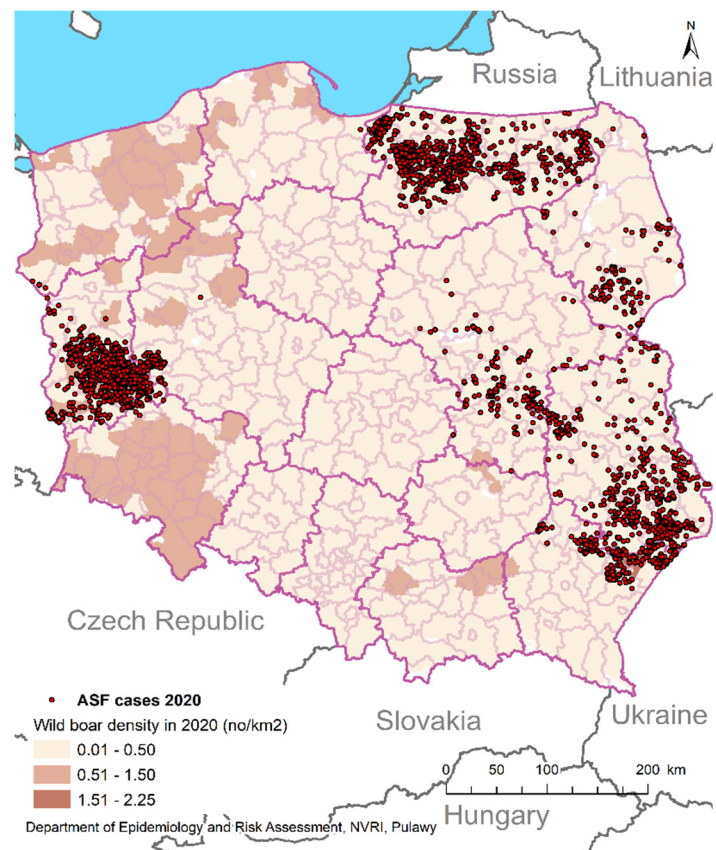 N
Russia
Lithuania
Czech Republic
Slovakia
Ukraine
Hungary
ASF cases 2020
Wild boar density in 2020 (no/km2)
0.01 - 0.50
0.51 - 1.50
1.51 - 2.25
0 50 100 200 km
Department of Epidemiology and Risk Assessment, NVRI, Pulawy